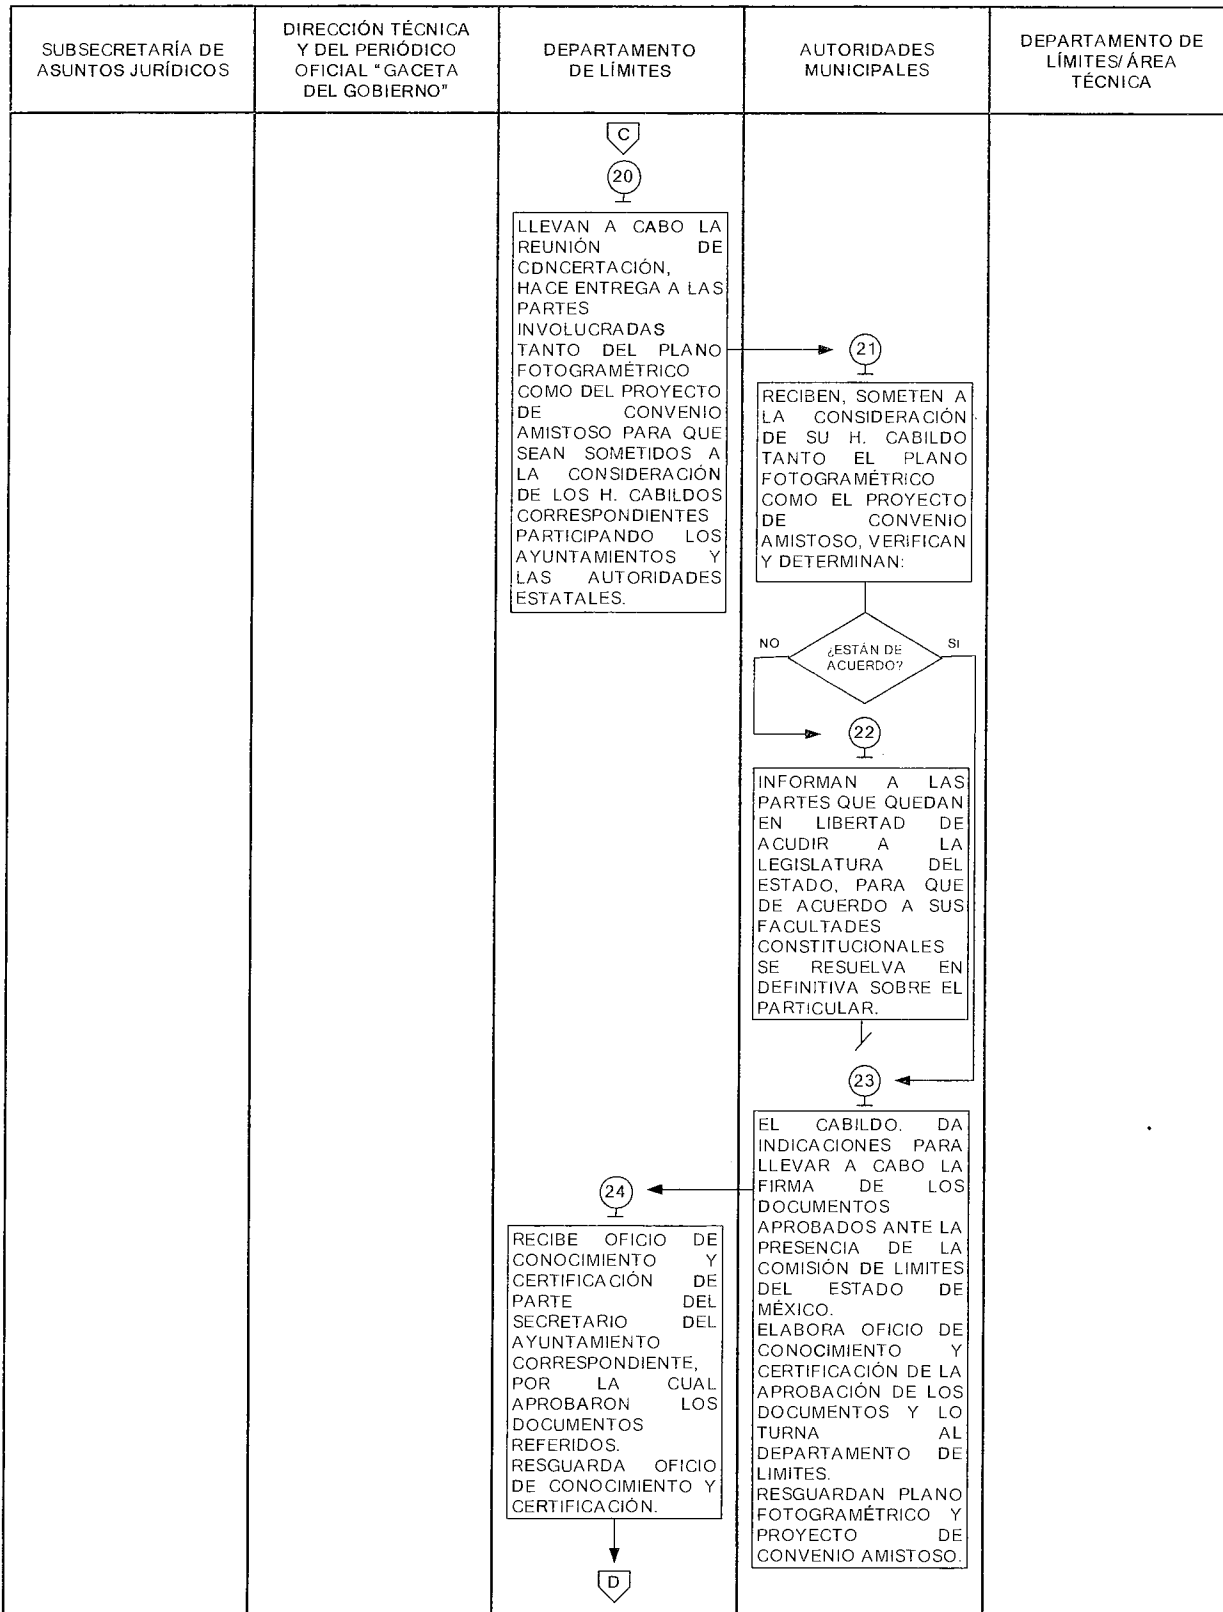 SUBSECRETARÍA DE
ASUNTOS JURÍDICOS
DIRECCIÓN TÉCNICA
Y DEL PERIÓDICO
OFICIAL "GACETA
DEL GOBIERNO"
DEPARTAMENTO
DE LÍMITES
AUTORIDADES
MUNICIPALES
DEPARTAMENTO DE
LÍMITES/ÁREA
TÉCNICA
C
20
LLEVAN A CABO LA
REUNIÓN DE
CDNCERTACIÓN,
HACE ENTREGA A LAS
PARTES
INVOLUCRADAS
TANTO DEL PLANO
FOTOGRAMÉTRICO
COMO DEL PROYECTO
DE CONVENIO
AMISTOSO PARA QUE
SEAN SOMETIDOS A
LA CONSIDERACIÓN
DE LOS H. CABILDOS
CORRESPONDIENTES
PARTICIPANDO LOS
AYUNTAMIENTOS Y
LAS AUTORIDADES
ESTATALES.
21
RECIBEN, SOMETEN A
LA CONSIDERACIÓN
DE SU H. CABILDO
TANTO EL PLANO
FOTOGRAMÉTRICO
COMO EL PROYECTO
DE CONVENIO
AMISTOSO, VERIFICAN
Y DETERMINAN:
NO
¿ESTÁN DE
ACUERDO?
SI
22
INFORMAN A LAS
PARTES QUE QUEDAN
EN LIBERTAD DE
ACUDIR A LA
LEGISLATURA DEL
ESTADO, PARA QUE
DE ACUERDO A SUS
FACULTADES
CONSTITUCIONALES
SE RESUELVA EN
DEFINITIVA SOBRE EL
PARTICULAR.
23
EL CABILDO. DA
INDICACIONES PARA
LLEVAR A CABO LA
FIRMA DE LOS
DOCUMENTOS
APROBADOS ANTE LA
PRESENCIA DE LA
COMISIÓN DE LIMITES
DEL ESTADO DE
MÉXICO.
ELABORA OFICIO DE
CONOCIMIENTO Y
CERTIFICACIÓN DE LA
APROBACIÓN DE LOS
DOCUMENTOS Y LO
TURNA AL
DEPARTAMENTO DE
LIMITES.
RESGUARDAN PLANO
FOTOGRAMÉTRICO Y
PROYECTO DE
CONVENIO AMISTOSO.
24
RECIBE OFICIO DE
CONOCIMIENTO Y
CERTIFICACIÓN DE
PARTE DEL
SECRETARIO DEL
AYUNTAMIENTO
CORRESPONDIENTE,
POR LA CUAL
APROBARON LOS
DOCUMENTOS
REFERIDOS.
RESGUARDA OFICIO
DE CONOCIMIENTO Y
CERTIFICACIÓN.
D